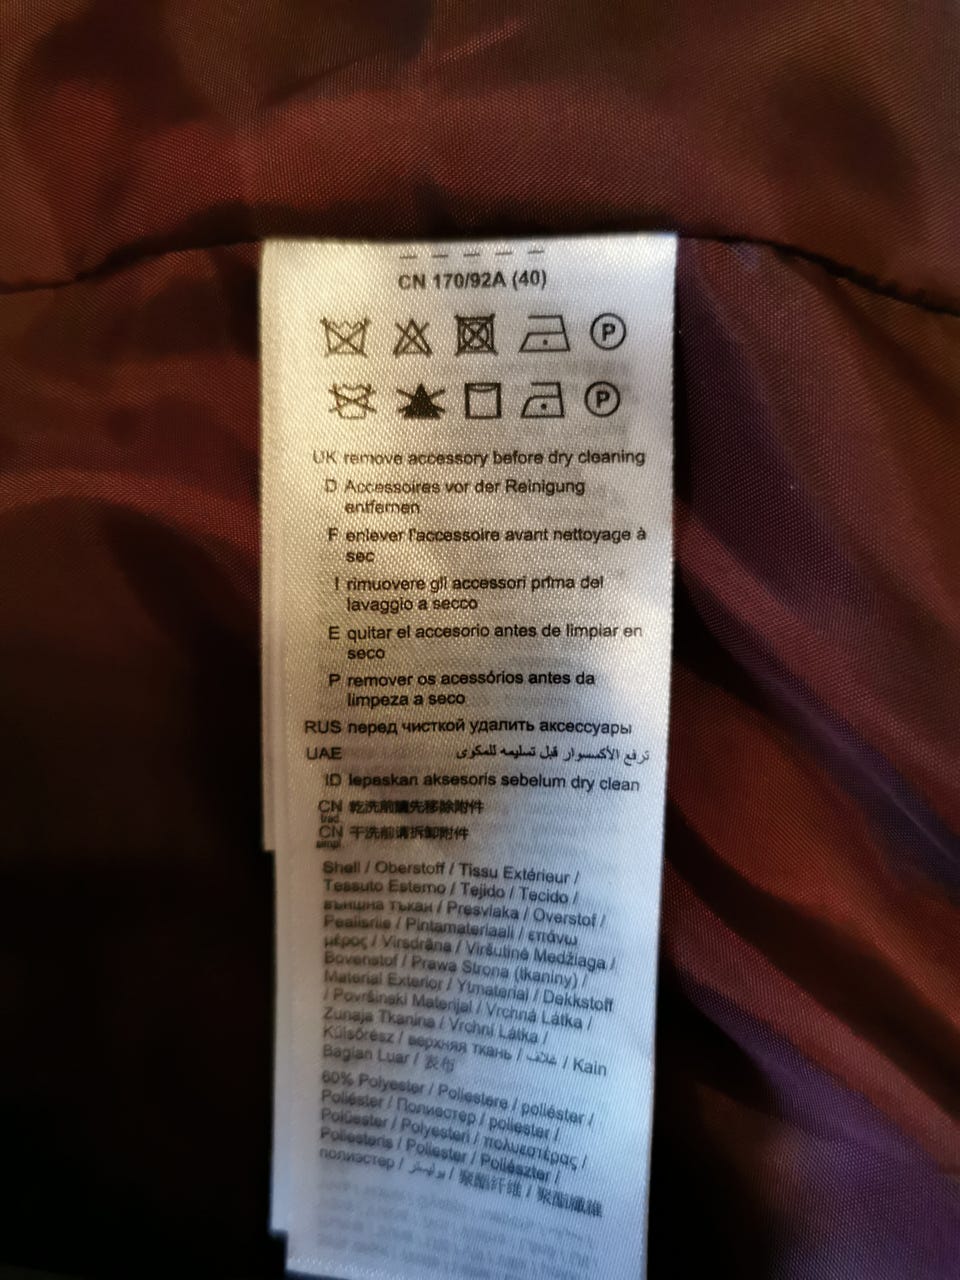 CN 170/92A (40)
P
P
UK remove accessory before dry cleaning
D Accessoires vor der Reinigung
entfernen
F enlever l'accessoire avant nettoyage à
sec
I rimuovere gli accessori prima del
lavaggio a secco
E quitar el accesorio antes de limpiar en
seco
P remover os acessórios antes da
limpeza a seco
RUS перед чисткой удалить аксессуары
UAE ترفع الأكسسوار قبل تسليمه للمكوى
ID lepaskan aksesoris sebelum dry clean
CN trad. 乾洗前請先移除附件
CN simpl. 干洗前请拆卸附件
Shell / Oberstoff / Tissu Extérieur /
Tessuto Esterno / Tejido / Tecido /
външна тъкан / Presvlaka / Overstof /
Pealisriie / Pintamateriaali / επάνω
μέρος / Virsdrāna / Viršutinė Medžiaga /
Bovenstof / Prawa Strona (tkaniny) /
Material Exterior / Ytmaterial / Dekkstoff
/ Površinski Materijal / Vrchná Látka /
Zunaja Tkanina / Vrchní Látka /
Külsőrész / верхняя ткань / غلاف / Kain
Bagian Luar / 表布
60% Polyester / Poliestere / poliéster /
Poliéster / Полиестер / poliester /
Polüester / Polyesteri / πολυεστέρας /
Poliesteris / Poliester / Poliészter /
полиэстер / بوليستر / 聚酯纤维 / 聚酯纖維